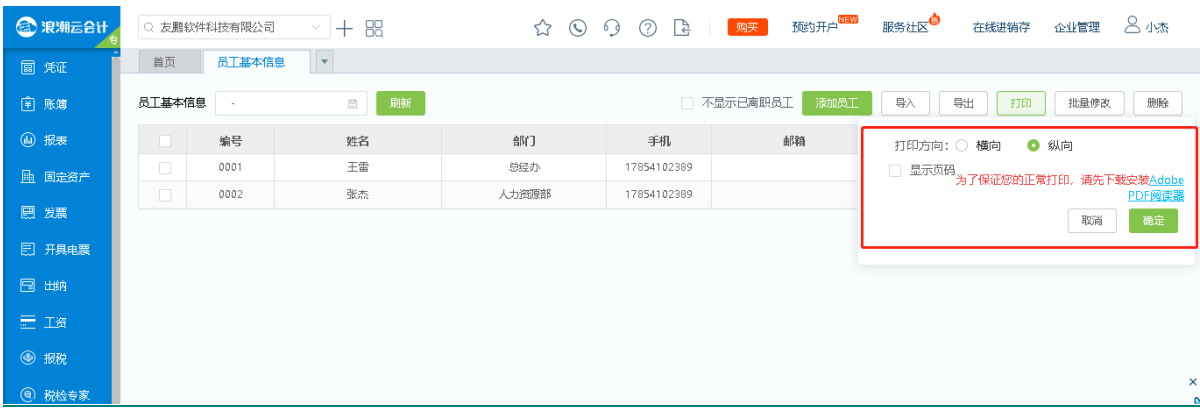 浪潮云会计
专
友鹏软件科技有限公司
购买
预约开户 NEW
服务社区
在线进销存
企业管理
小杰
首页
员工基本信息
凭证
账簿
报表
固定资产
发票
开具电票
出纳
工资
报税
税检专家
员工基本信息
-
刷新
不显示已离职员工
添加员工
导入
导出
打印
批量修改
删除
编号 姓名 部门 手机 邮箱
0001 王雷 总经办 17854102389
0002 张杰 人力资源部 17854102389
打印方向： 横向 纵向
显示页码
为了保证您的正常打印，请先下载安装Adobe
PDF阅读器
取消
确定